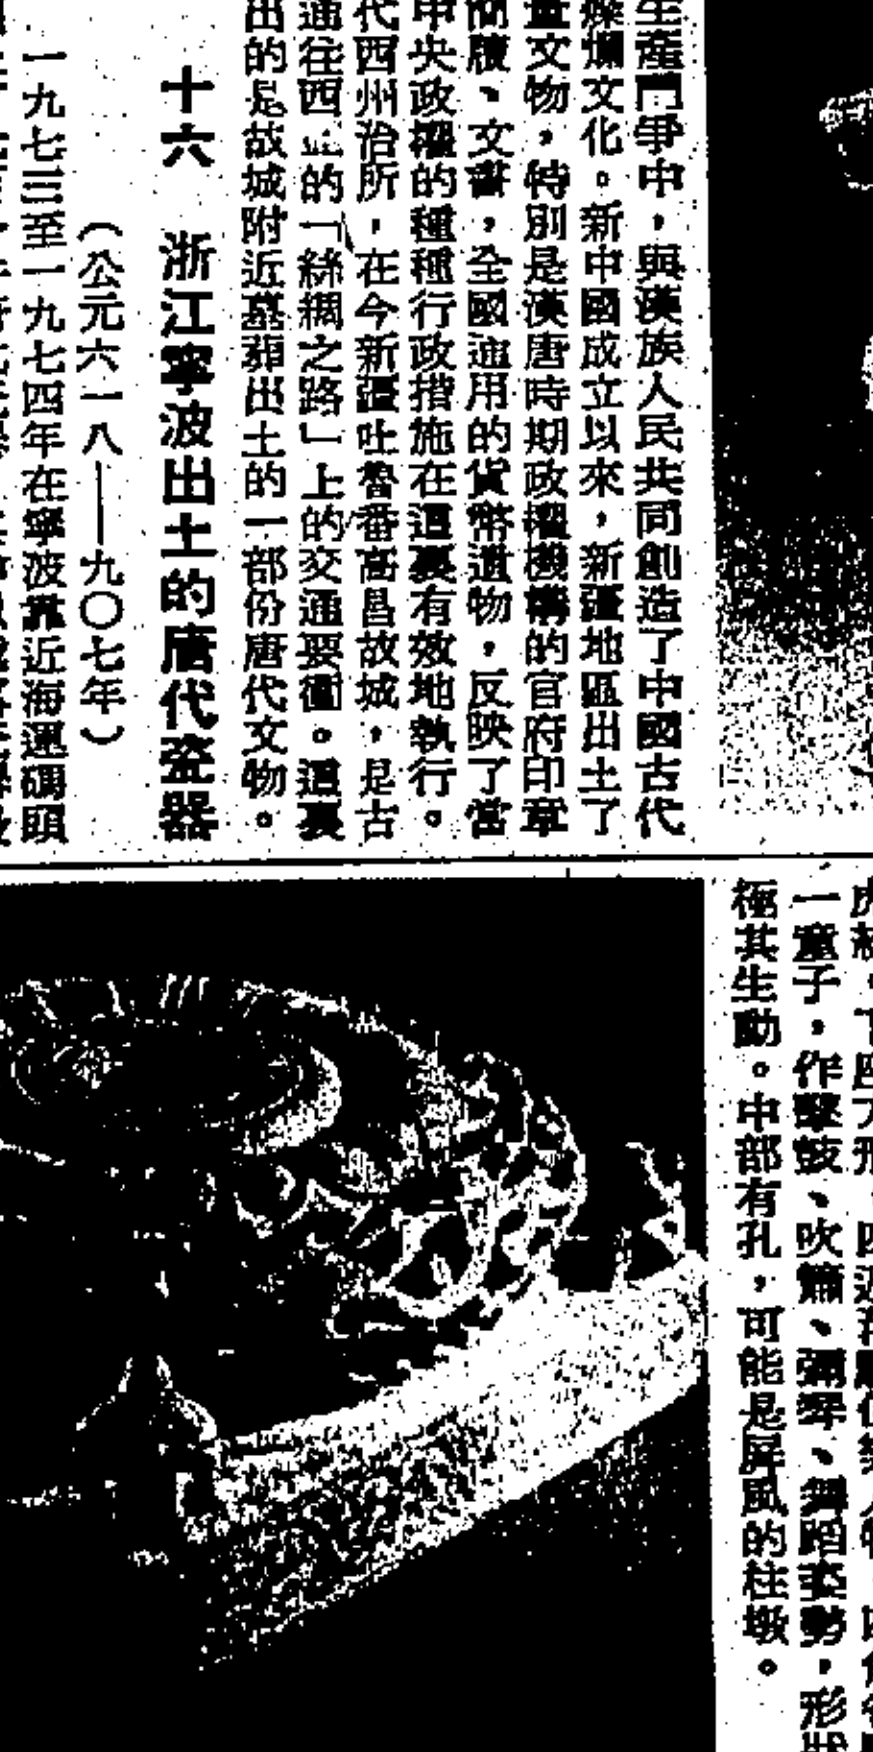 生產鬥爭中，與漢族人民共同創造了中國古代
燦爛文化。新中國成立以來，新疆地區出土了
量文物，特別是漢唐時期政權機構的官府印章
簡牘、文書，全國通用的貨幣遺物，反映了當
中央政權的種種行政措施在這裏有效地執行。
代西州治所，在今新疆吐魯番高昌故城，是古
通往西 的「絲綢之路」上的交通要衝。這裏
出的是故城附近墓葬出土的一部份唐代文物。
十六 浙江寧波出土的唐代瓷器
（公元六一八——九〇七年）
一九七三至一九七四年在寧波靠近海運碼頭
一童子，作擊鼓、吹簫、彈琴、舞蹈姿勢，形狀
極其生動。中部有孔，可能是屏風的柱墩。